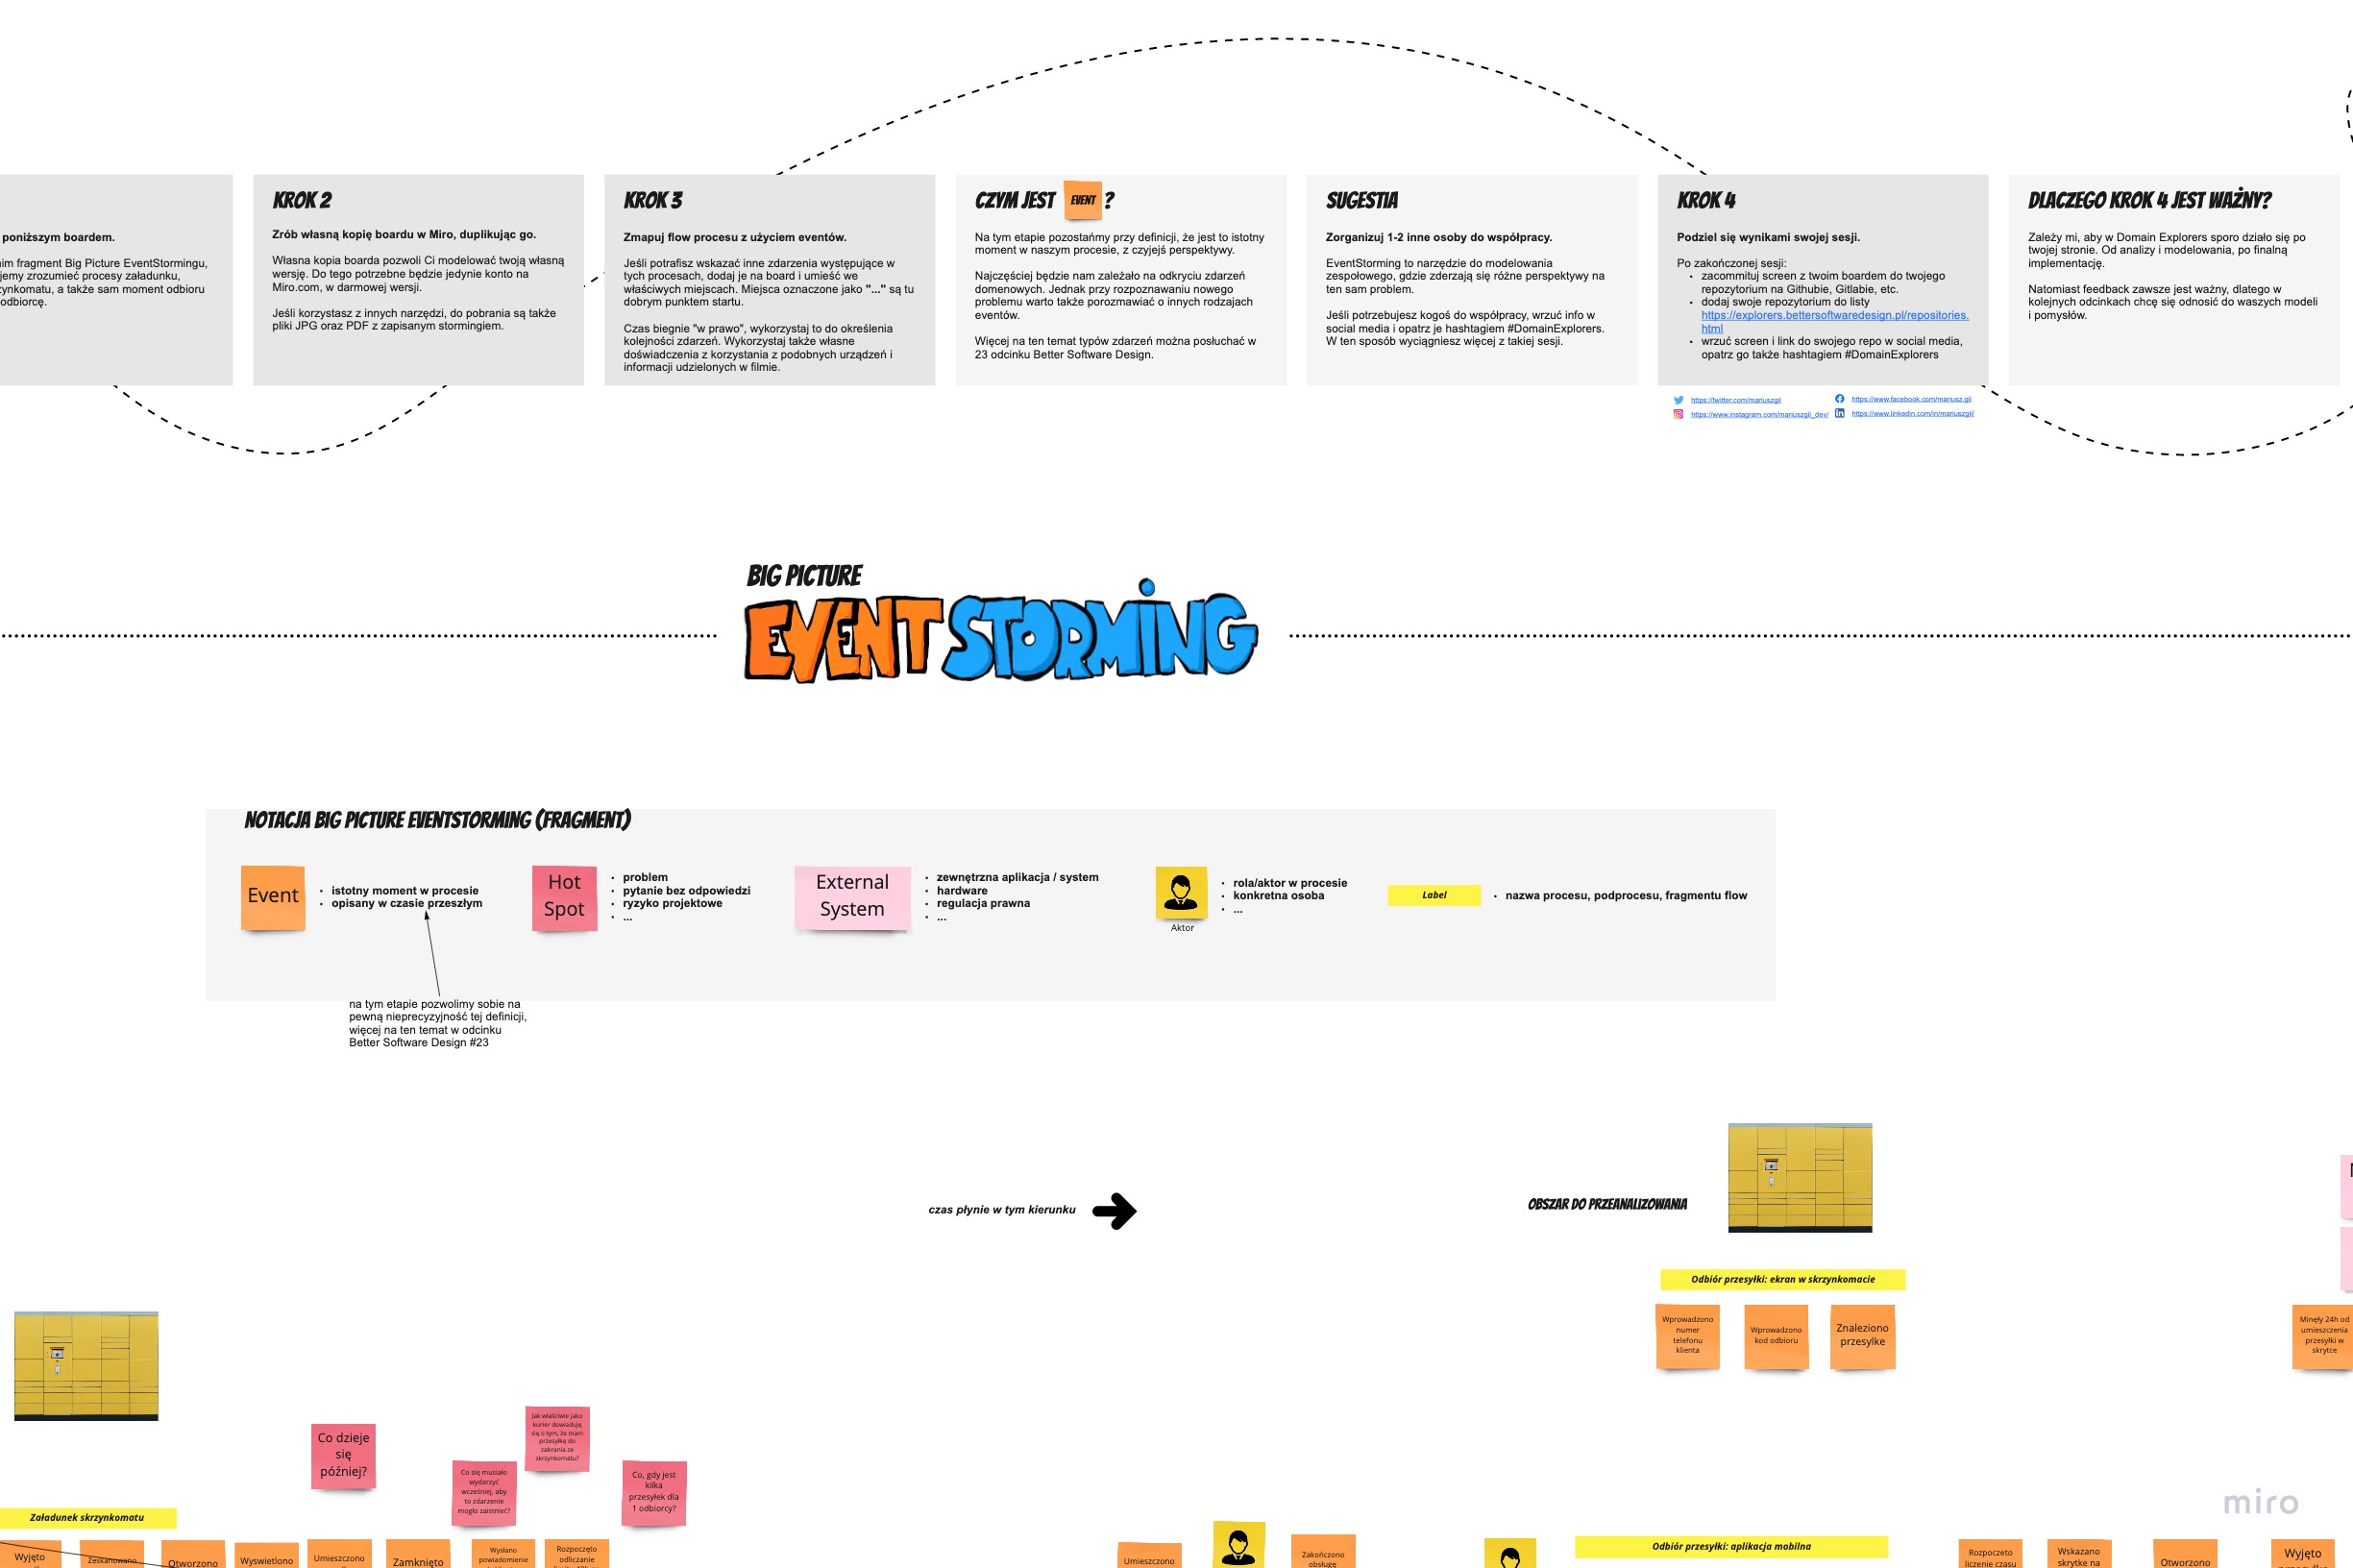 poniższym boardem.
im fragment Big Picture EventStormingu,
jemy zrozumieć procesy załadunku,
zynkomatu, a także sam moment odbioru
odbiorcę.
KROK 2
Zrób własną kopię boardu w Miro, duplikując go.
Własna kopia boarda pozwoli Ci modelować twoją własną
wersję. Do tego potrzebne będzie jedynie konto na
Miro.com, w darmowej wersji.
Jeśli korzystasz z innych narzędzi, do pobrania są także
pliki JPG oraz PDF z zapisanym stormingiem.
KROK 3
Zmapuj flow procesu z użyciem eventów.
Jeśli potrafisz wskazać inne zdarzenia występujące w
tych procesach, dodaj je na board i umieść we
właściwych miejscach. Miejsca oznaczone jako "..." są tu
dobrym punktem startu.
Czas biegnie "w prawo", wykorzystaj to do określenia
kolejności zdarzeń. Wykorzystaj także własne
doświadczenia z korzystania z podobnych urządzeń i
informacji udzielonych w filmie.
CZYM JEST EVENT ?
Na tym etapie pozostańmy przy definicji, że jest to istotny
moment w naszym procesie, z czyjejś perspektywy.
Najczęściej będzie nam zależało na odkryciu zdarzeń
domenowych. Jednak przy rozpoznawaniu nowego
problemu warto także porozmawiać o innych rodzajach
eventów.
Więcej na ten temat typów zdarzeń można posłuchać w
23 odcinku Better Software Design.
SUGESTIA
Zorganizuj 1-2 inne osoby do współpracy.
EventStorming to narzędzie do modelowania
zespołowego, gdzie zderzają się różne perspektywy na
ten sam problem.
Jeśli potrzebujesz kogoś do współpracy, wrzuć info w
social media i opatrz je hashtagiem #DomainExplorers.
W ten sposób wyciągniesz więcej z takiej sesji.
KROK 4
Podziel się wynikami swojej sesji.
Po zakończonej sesji:
• zacommituj screen z twoim boardem do twojego
repozytorium na Githubie, Gitlabie, etc.
• dodaj swoje repozytorium do listy
https://explorers.bettersoftwaredesign.pl/repositories.
html
• wrzuć screen i link do swojego repo w social media,
opatrz go także hashtagiem #DomainExplorers
https://twitter.com/mariuszgil
https://www.facebook.com/mariusz.gil
https://www.instagram.com/mariuszgil_dev/
https://www.linkedin.com/in/mariuszgil/
DLACZEGO KROK 4 JEST WAŻNY?
Zależy mi, aby w Domain Explorers sporo działo się po
twojej stronie. Od analizy i modelowania, po finalną
implementację.
Natomiast feedback zawsze jest ważny, dlatego w
kolejnych odcinkach chcę się odnosić do waszych modeli
i pomysłów.
BIG PICTURE
EVENTSTORMING
NOTACJA BIG PICTURE EVENTSTORMING (FRAGMENT)
Event
• istotny moment w procesie
• opisany w czasie przeszłym
Hot
Spot
• problem
• pytanie bez odpowiedzi
• ryzyko projektowe
• ...
External
System
• zewnętrzna aplikacja / system
• hardware
• regulacja prawna
• ...
Aktor
• rola/aktor w procesie
• konkretna osoba
• ...
Label
• nazwa procesu, podprocesu, fragmentu flow
na tym etapie pozwolimy sobie na
pewną nieprecyzyjność tej definicji,
więcej na ten temat w odcinku
Better Software Design #23
czas płynie w tym kierunku
OBSZAR DO PRZEANALIZOWANIA
Odbiór przesyłki: ekran w skrzynkomacie
Wprowadzono
numer
telefonu
klienta
Wprowadzono
kod odbioru
Znaleziono
przesylke
Minęły 24h od
umieszczenia
przesyłki w
skrytce
Co dzieje
się
później?
Jak właściwie jako
kurier dowiaduję
się o tym, że mam
przesyłkę do
zabrania ze
skrzynkomatu?
Co się musiało
wydarzyć
wcześniej, aby
to zdarzenie
mogło zaistnieć?
Co, gdy jest
kilka
przesyłek dla
1 odbiorcy?
miro
Załadunek skrzynkomatu
Wyjęto
Zeskanowano
Otworzono
Wyswietlono
Umieszczono
Zamknięto
Wysłano
powiadomienie
Rozpoczęto
odliczanie
Umieszczono
Zakończono
obsługę
Odbiór przesyłki: aplikacja mobilna
Rozpoczeto
liczenie czasu
Wskazano
skrytke na
Otworzono
Wyjęto